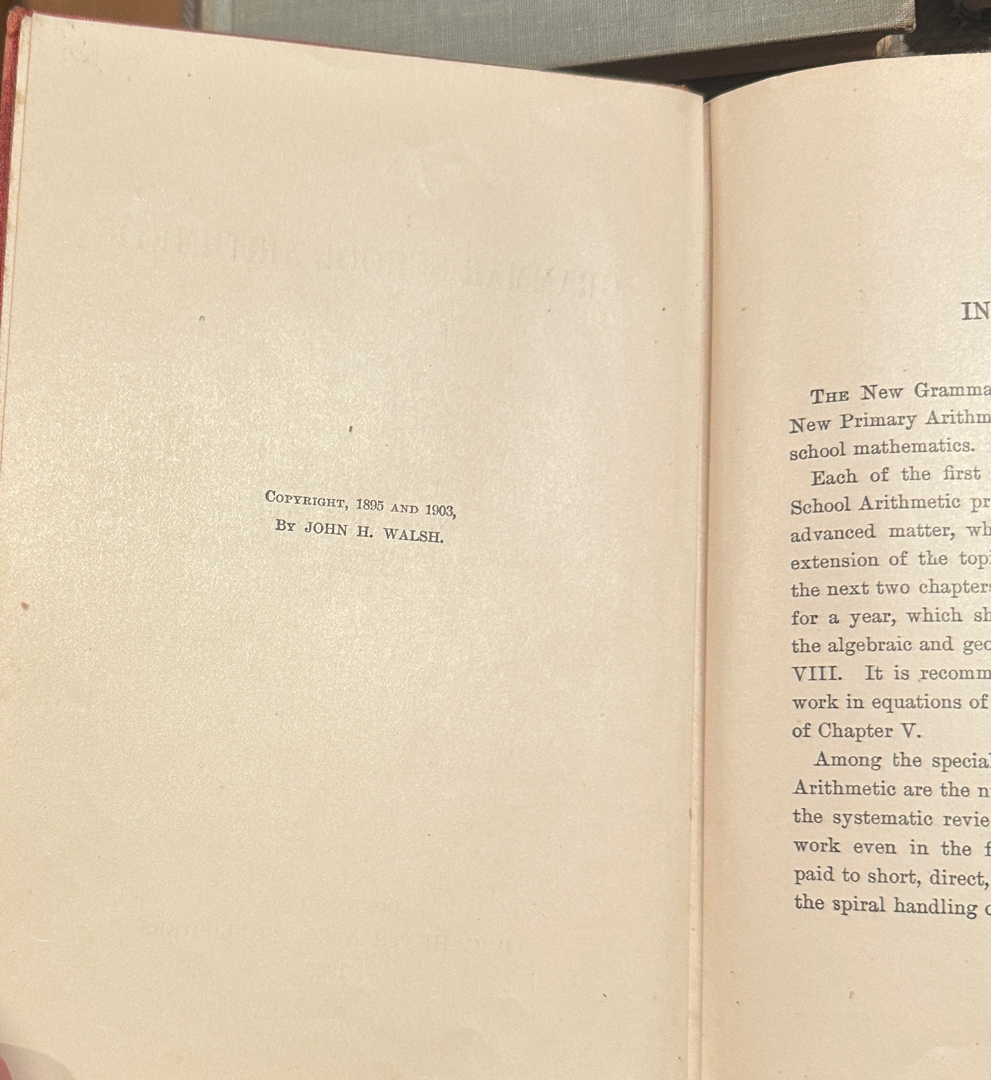 COPYRIGHT, 1895 AND 1903,
BY JOHN H. WALSH.
IN
THE New Gramma
New Primary Arithm
school mathematics.
Each of the first
School Arithmetic pr
advanced matter, wh
extension of the topi
the next two chapters
for a year, which sh
the algebraic and geo
VIII. It is recomm
work in equations of
of Chapter V.
Among the special
Arithmetic are the n
the systematic revie
work even in the f
paid to short, direct,
the spiral handling o